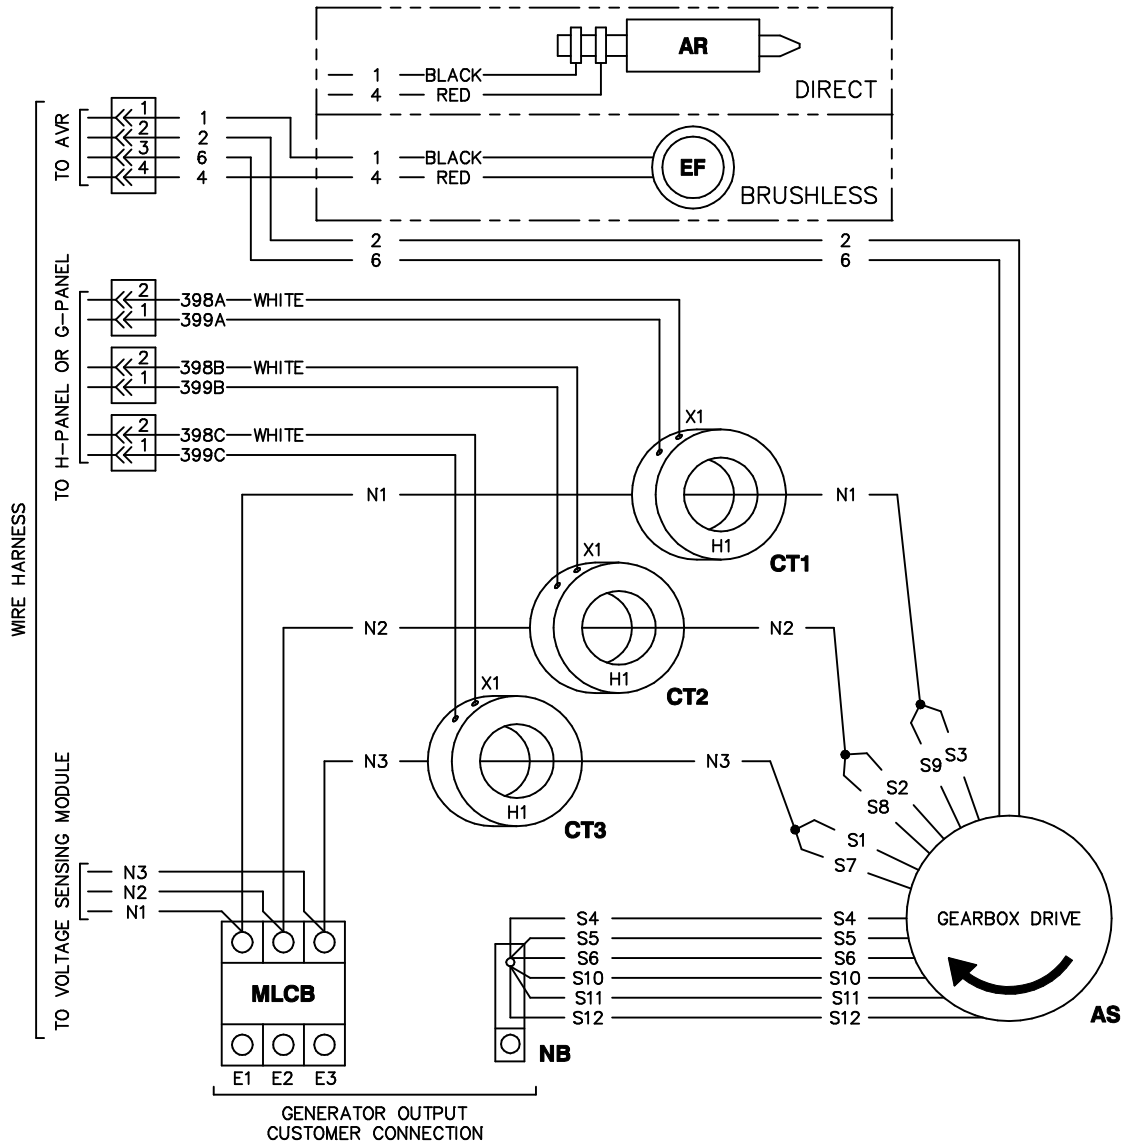 AR
1 BLACK
4 RED
DIRECT
TO AVR
1 1
2 2
3 6
4 4
1 BLACK
4 RED
EF
BRUSHLESS
2 2
6 6
TO H-PANEL OR G-PANEL
2 398A WHITE
1 399A
2 398B WHITE
1 399B
2 398C WHITE
1 399C
WIRE HARNESS
X1
N1 N1
H1
CT1
X1
N2 N2
H1
CT2
X1
N3 N3
H1
CT3
S3
S9
S2
S8
S1
S7
TO VOLTAGE SENSING MODULE
N3
N2
N1
MLCB
E1 E2 E3
S4 S4
S5 S5
S6 S6
S10 S10
S11 S11
S12 S12
GEARBOX DRIVE
AS
NB
GENERATOR OUTPUT
CUSTOMER CONNECTION